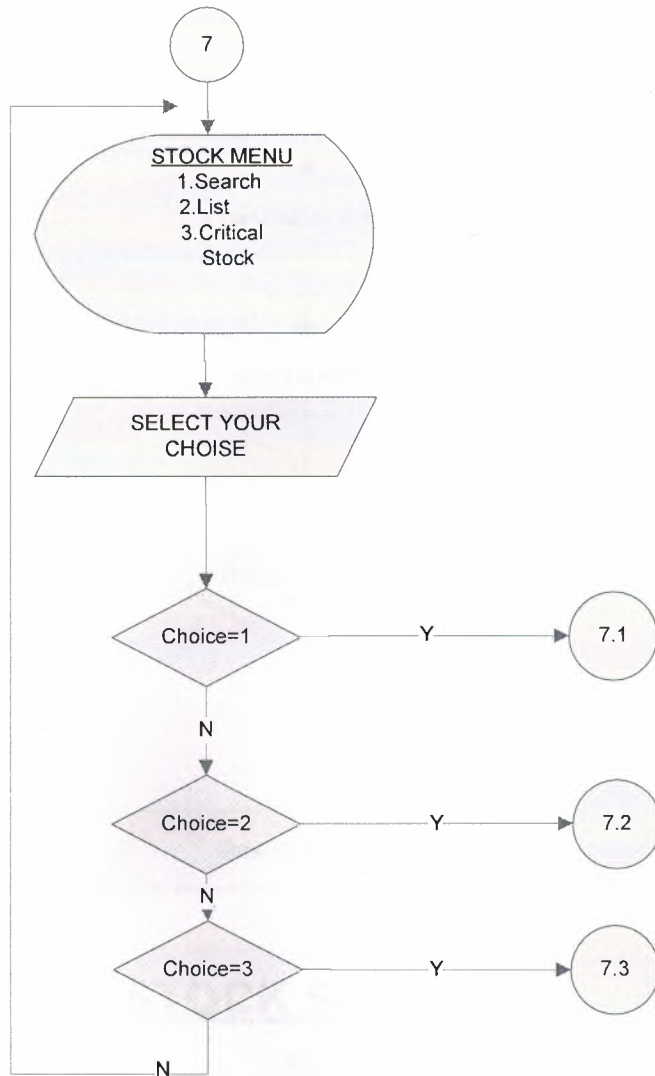 7
STOCK MENU
1.Search
2.List
3.Critical
Stock
SELECT YOUR
CHOISE
Choice=1
Y
7.1
N
Choice=2
Y
7.2
N
Choice=3
Y
7.3
N